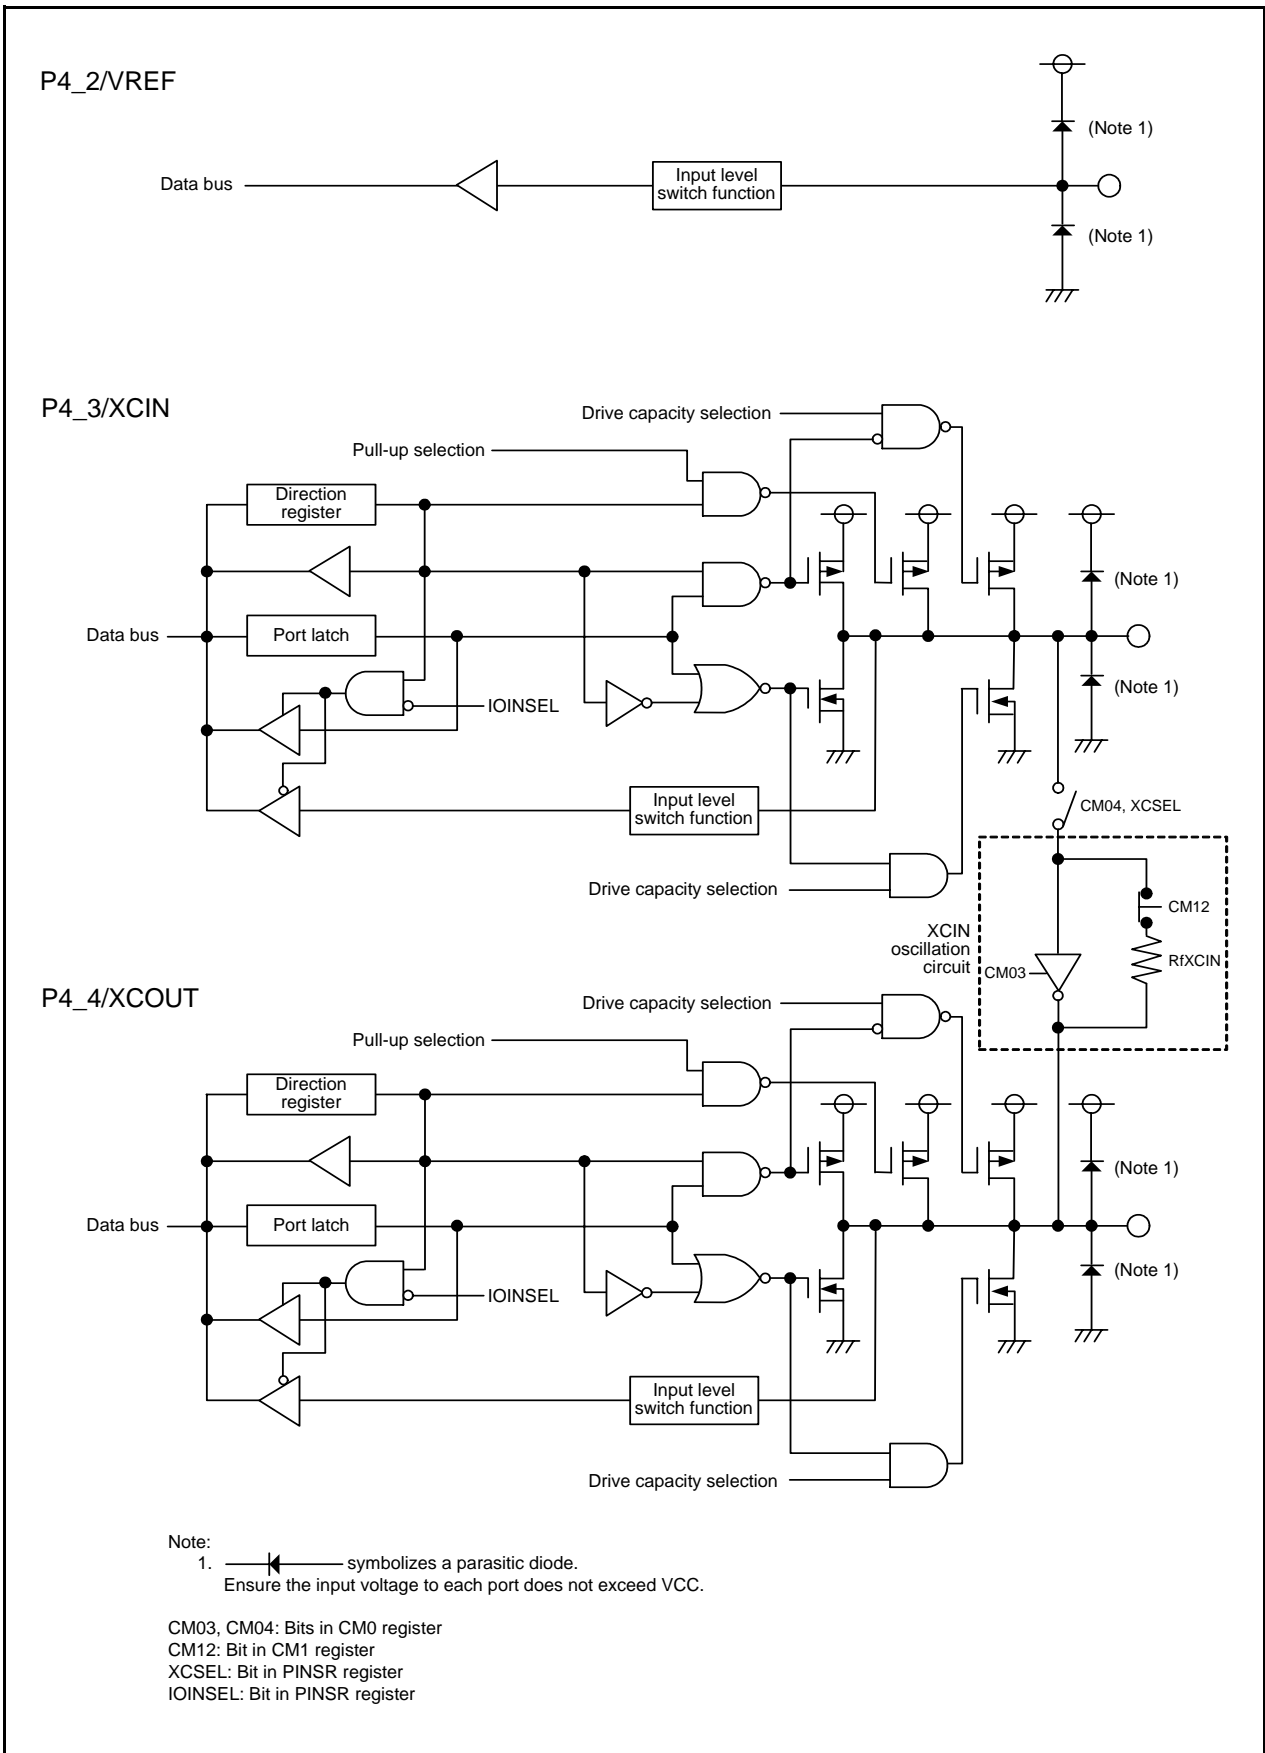 P4_2/VREF
(Note 1)
Data bus
Input level
switch function
(Note 1)
P4_3/XCIN
Drive capacity selection
Pull-up selection
Direction
register
(Note 1)
Data bus
Port latch
(Note 1)
IOINSEL
Input level
switch function
CM04, XCSEL
Drive capacity selection
CM12
XCIN
oscillation
circuit
CM03
RfXCIN
P4_4/XCOUT
Drive capacity selection
Pull-up selection
Direction
register
(Note 1)
Data bus
Port latch
(Note 1)
IOINSEL
Input level
switch function
Drive capacity selection
Note:
1. symbolizes a parasitic diode.
Ensure the input voltage to each port does not exceed VCC.
CM03, CM04: Bits in CM0 register
CM12: Bit in CM1 register
XCSEL: Bit in PINSR register
IOINSEL: Bit in PINSR register